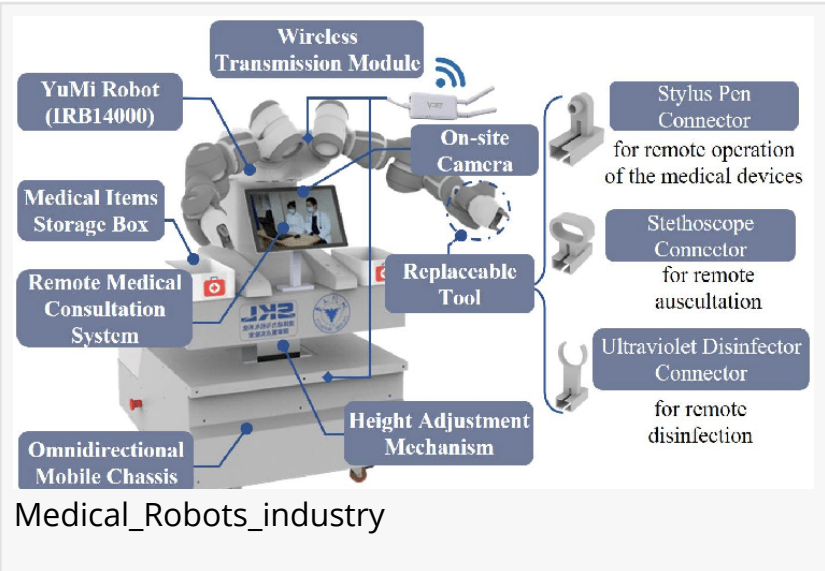 Wireless
Transmission Module
YuMi Robot
(IRB14000)
On-site
Camera
Stylus Pen
Connector
for remote operation
of the medical devices
Medical Items
Storage Box
Stethoscope
Connector
for remote
auscultation
Remote Medical
Consultation
System
Replaceable
Tool
SKL
Ultraviolet Disinfector
Connector
for remote
disinfection
Height Adjustment
Mechanism
Omnidirectional
Mobile Chassis
Medical_Robots_industry